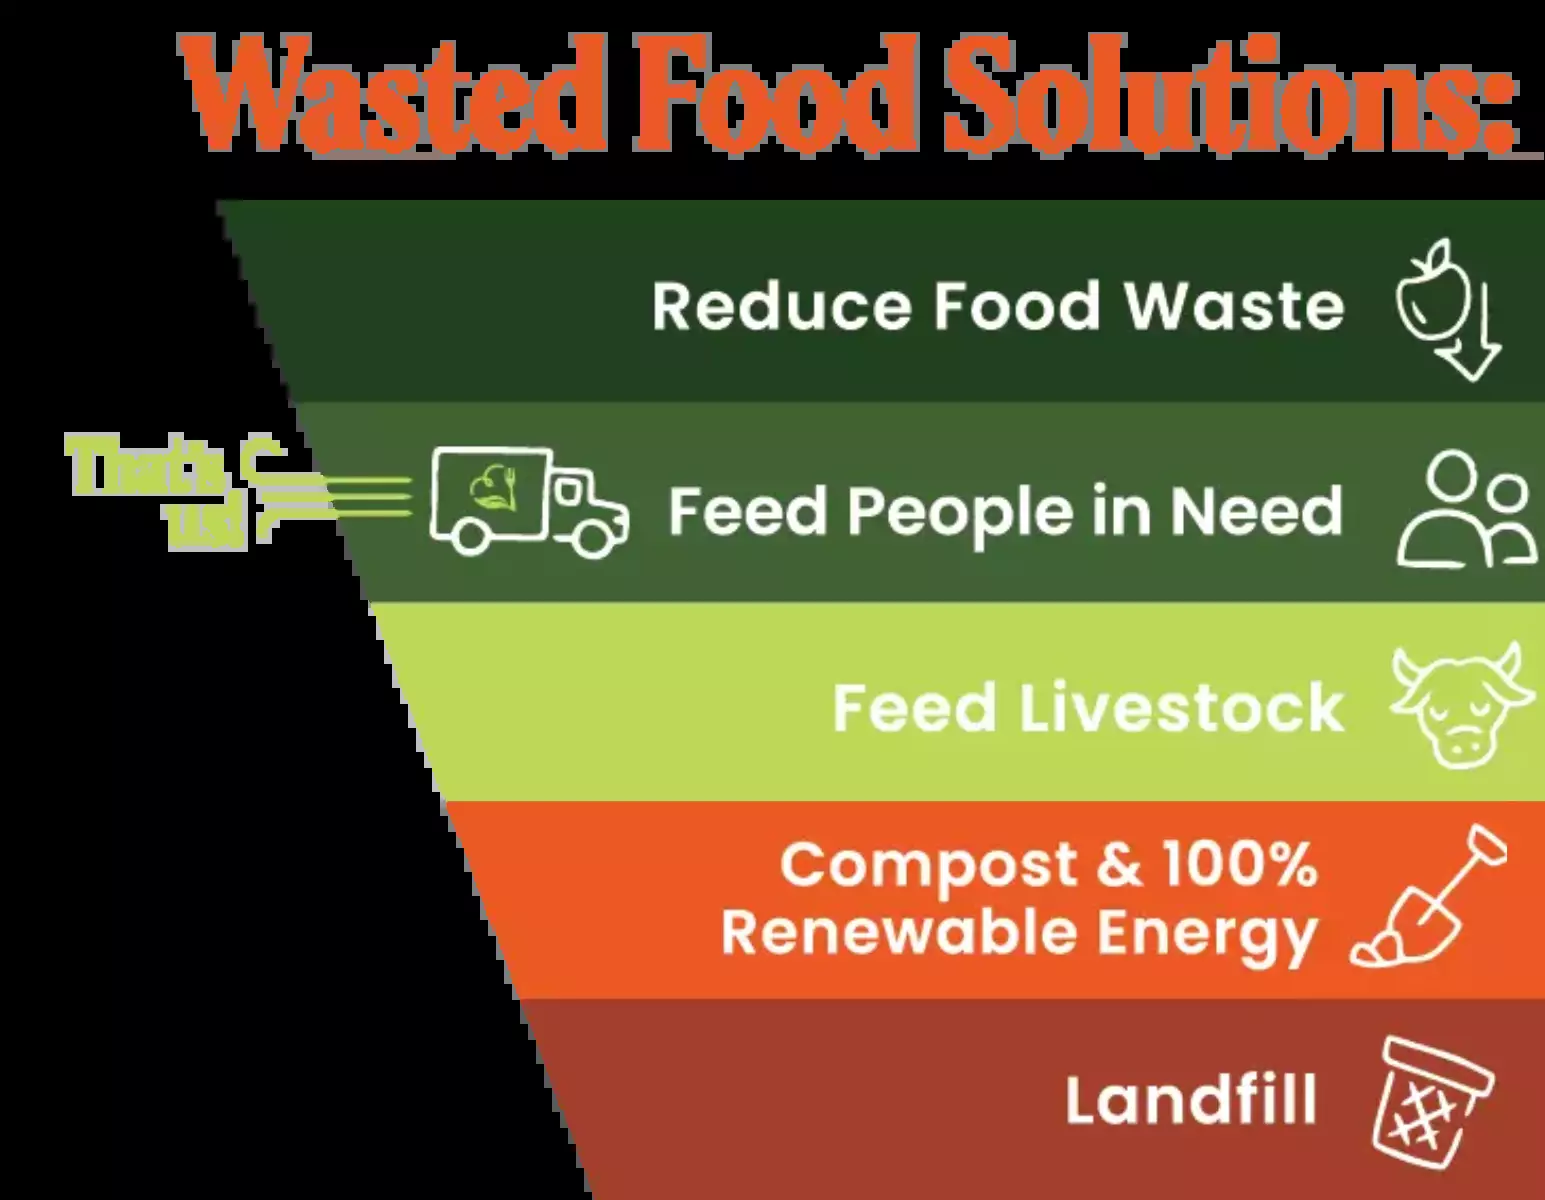 Wasted Food Solutions:
Reduce Food Waste
That's
us!
Feed People in Need
Feed Livestock
Compost & 100%
Renewable Energy
Landfill